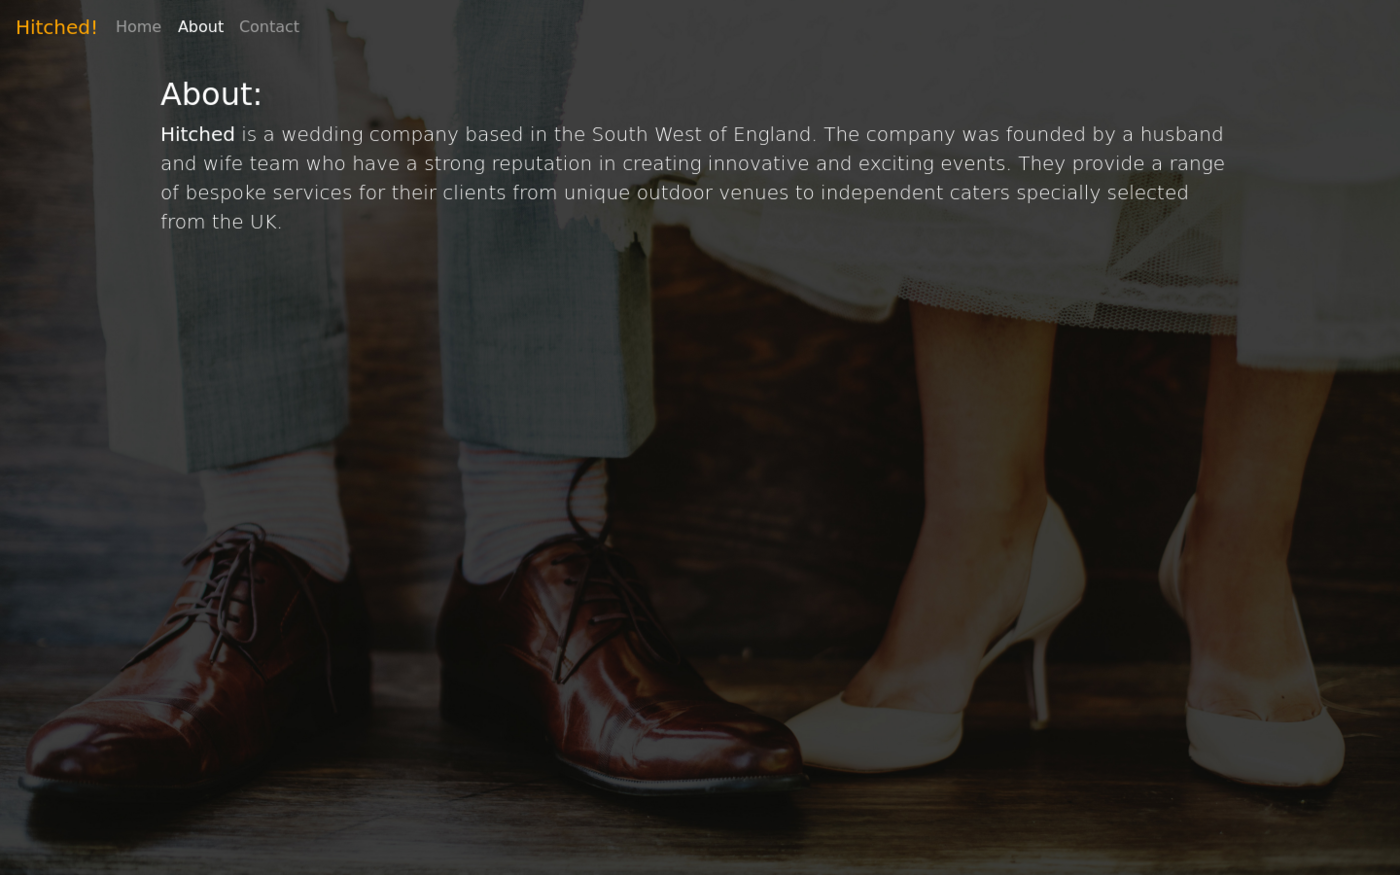 Hitched! Home About Contact
About:
Hitched is a wedding company based in the South West of England. The company was founded by a husband
and wife team who have a strong reputation in creating innovative and exciting events. They provide a range
of bespoke services for their clients from unique outdoor venues to independent caters specially selected
from the UK.